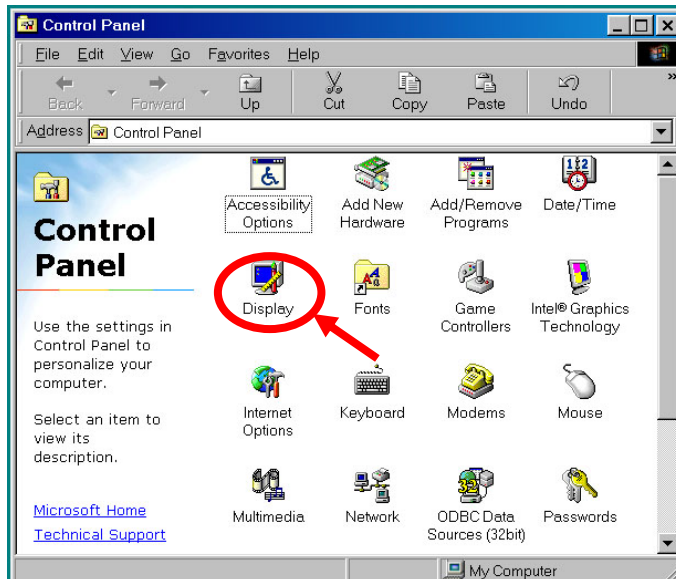 Control Panel
File Edit View Go Favorites Help
Back Forward Up Cut Copy Paste Undo »
Address Control Panel
Control
Panel
Use the settings in
Control Panel to
personalize your
computer.
Select an item to
view its
description.
Microsoft Home
Technical Support
Accessibility
Options
Add New
Hardware
Add/Remove
Programs
Date/Time
Display
Fonts
Game
Controllers
Intel® Graphics
Technology
Internet
Options
Keyboard
Modems
Mouse
Multimedia
Network
ODBC Data
Sources (32bit)
Passwords
My Computer